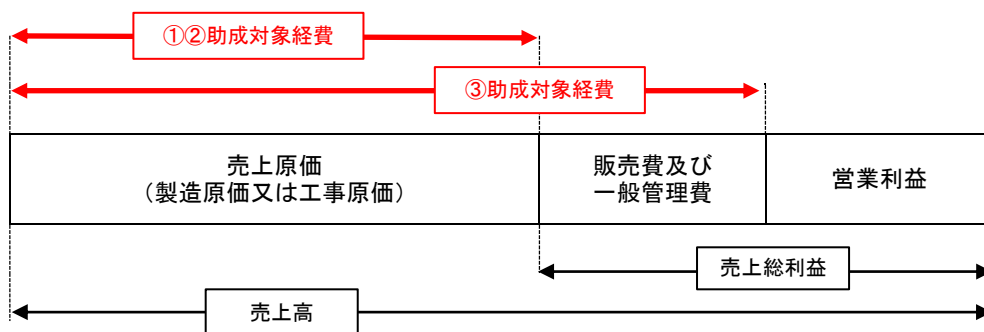 ①②助成対象経費
③助成対象経費
売上原価
（製造原価又は工事原価）
販売費及び
一般管理費
営業利益
売上総利益
売上高